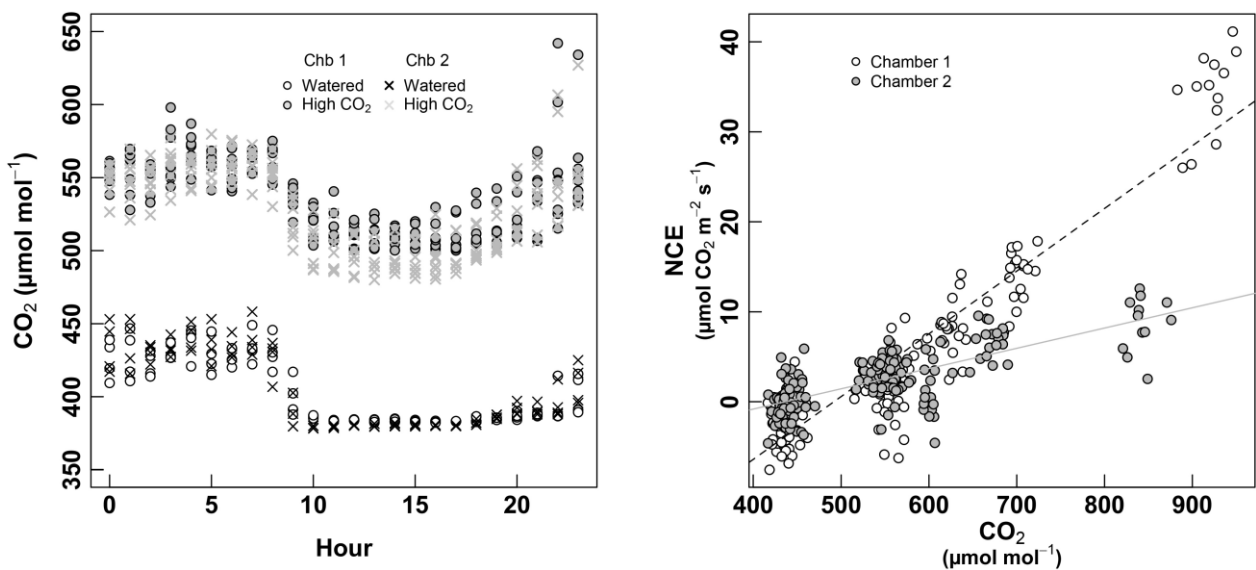 CO₂ (µmol mol⁻¹)
650
600
550
500
450
400
350
Chb 1 Chb 2
Watered Watered
High CO₂ High CO₂
0 5 10 15 20
Hour
NCE
(µmol CO₂ m⁻² s⁻¹)
40
30
20
10
0
Chamber 1
Chamber 2
400 500 600 700 800 900
CO₂
(µmol mol⁻¹)